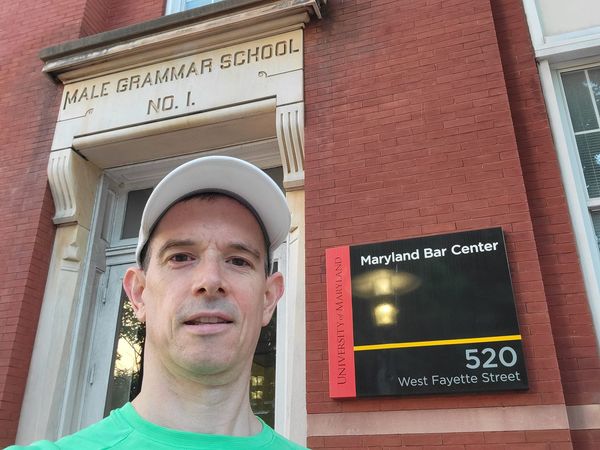 MALE GRAMMAR SCHOOL
NO. 1.
Maryland Bar Center
UNIVERSITY of MARYLAND
520
West Fayette Street